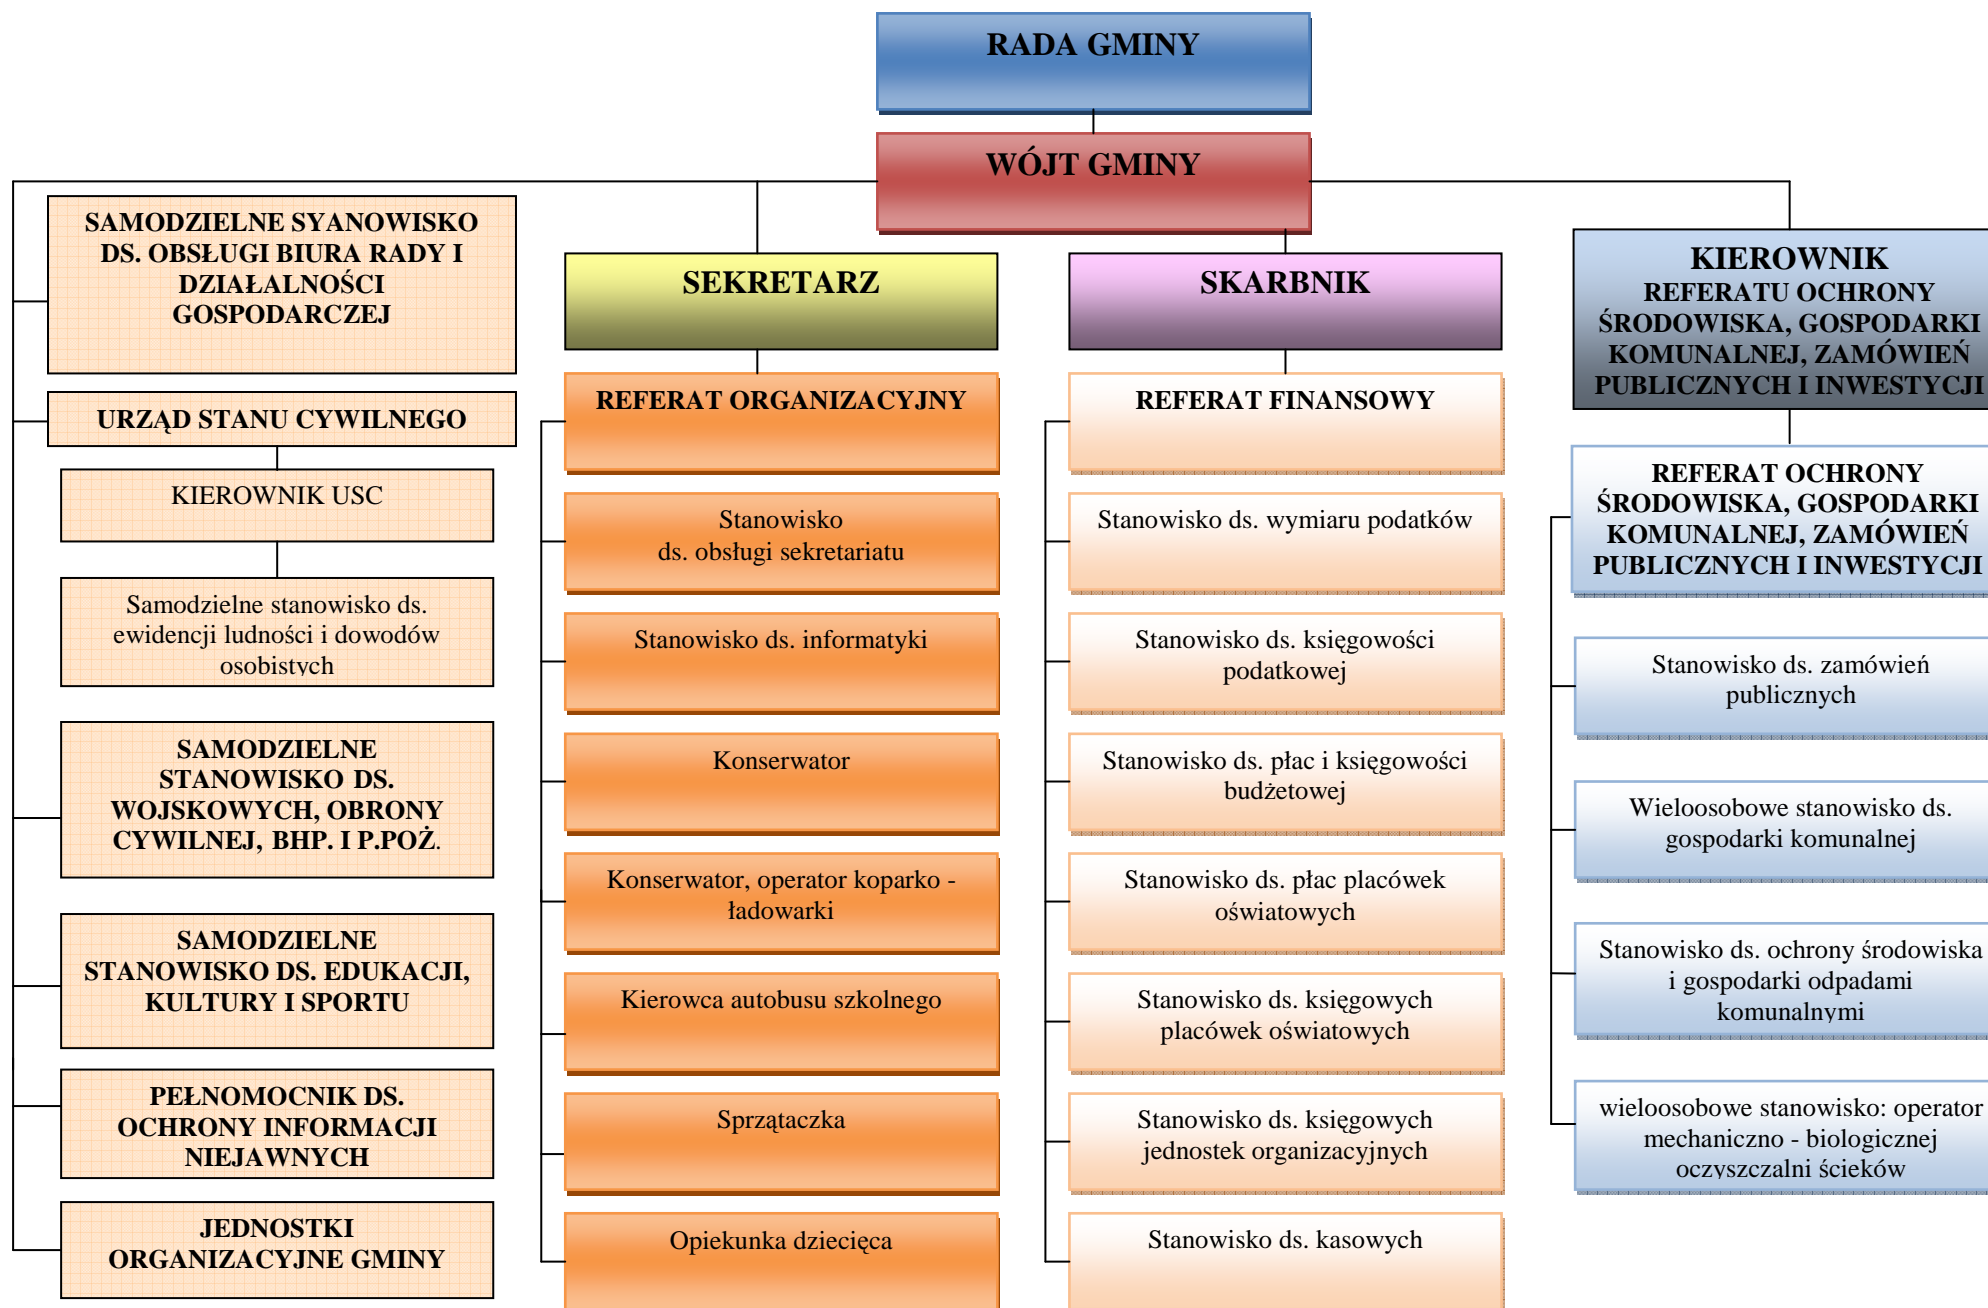 RADA GMINY
WÓJT GMINY
SAMODZIELNE SYANOWISKO
DS. OBSŁUGI BIURA RADY I
DZIAŁALNOŚCI
GOSPODARCZEJ
URZĄD STANU CYWILNEGO
KIEROWNIK USC
Samodzielne stanowisko ds.
ewidencji ludności i dowodów
osobistych
SAMODZIELNE
STANOWISKO DS.
WOJSKOWYCH, OBRONY
CYWILNEJ, BHP. I P.POŻ.
SAMODZIELNE
STANOWISKO DS. EDUKACJI,
KULTURY I SPORTU
PEŁNOMOCNIK DS.
OCHRONY INFORMACJI
NIEJAWNYCH
JEDNOSTKI
ORGANIZACYJNE GMINY
SEKRETARZ
REFERAT ORGANIZACYJNY
Stanowisko
ds. obsługi sekretariatu
Stanowisko ds. informatyki
Konserwator
Konserwator, operator koparko -
ładowarki
Kierowca autobusu szkolnego
Sprzątaczka
Opiekunka dziecięca
SKARBNIK
REFERAT FINANSOWY
Stanowisko ds. wymiaru podatków
Stanowisko ds. księgowości
podatkowej
Stanowisko ds. płac i księgowości
budżetowej
Stanowisko ds. płac placówek
oświatowych
Stanowisko ds. księgowych
placówek oświatowych
Stanowisko ds. księgowych
jednostek organizacyjnych
Stanowisko ds. kasowych
KIEROWNIK
REFERATU OCHRONY
ŚRODOWISKA, GOSPODARKI
KOMUNALNEJ, ZAMÓWIEŃ
PUBLICZNYCH I INWESTYCJI
REFERAT OCHRONY
ŚRODOWISKA, GOSPODARKI
KOMUNALNEJ, ZAMÓWIEŃ
PUBLICZNYCH I INWESTYCJI
Stanowisko ds. zamówień
publicznych
Wieloosobowe stanowisko ds.
gospodarki komunalnej
Stanowisko ds. ochrony środowiska
i gospodarki odpadami
komunalnymi
wieloosobowe stanowisko: operator
mechaniczno - biologicznej
oczyszczalni ścieków